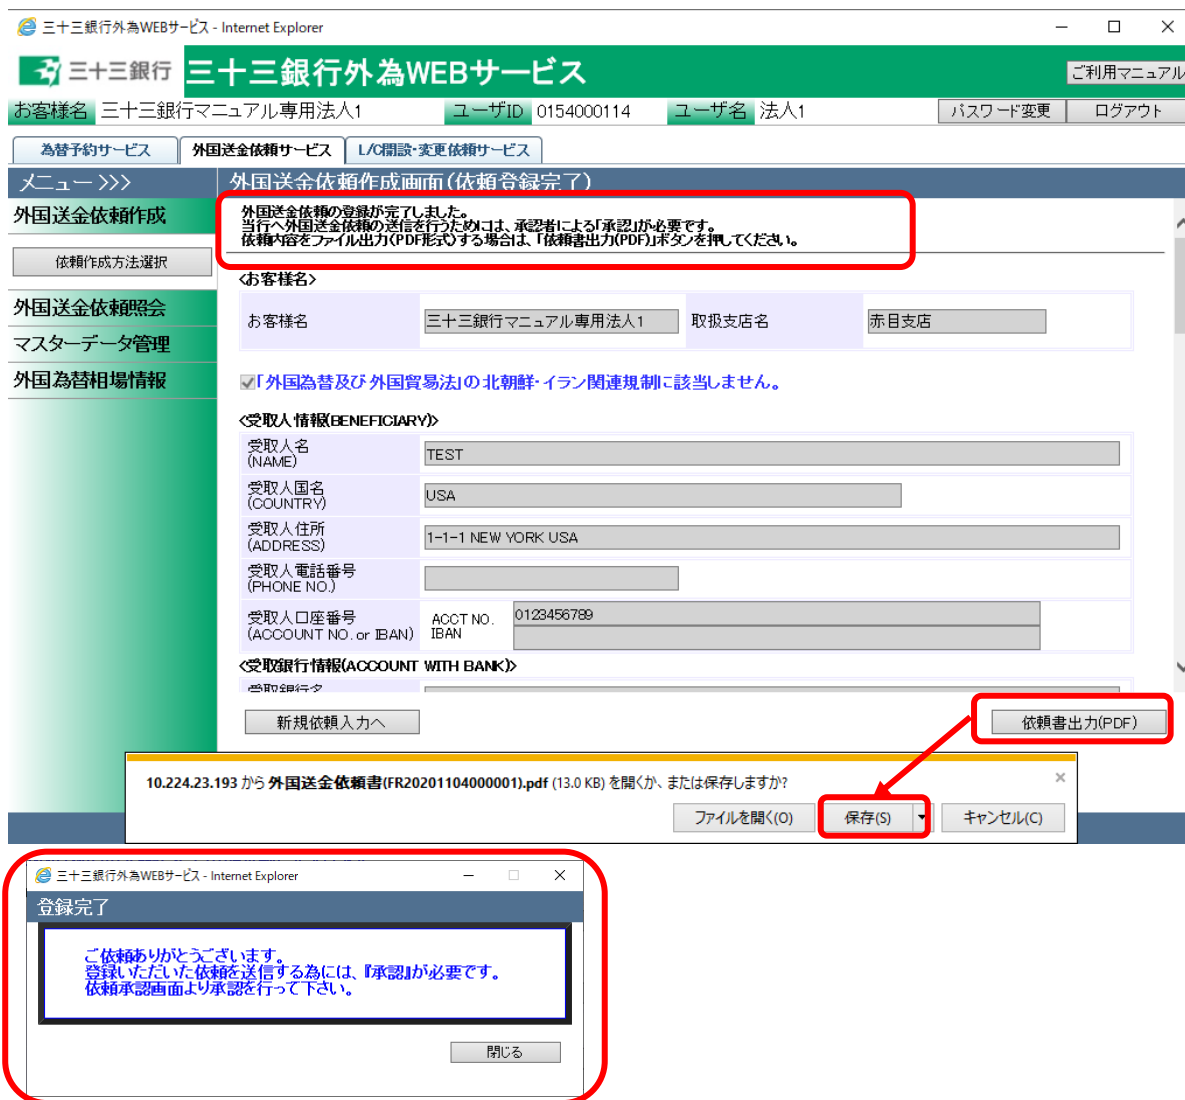 三十三銀行外為WEBサービス - Internet Explorer
三十三銀行 三十三銀行外為WEBサービス
ご利用マニュアル
お客様名 三十三銀行マニュアル専用法人1 ユーザID 0154000114 ユーザ名 法人1 パスワード変更 ログアウト
為替予約サービス 外国送金依頼サービス L/C開設・変更依頼サービス
メニュー >>> 外国送金依頼作成画面(依頼登録完了)
外国送金依頼作成
依頼作成方法選択
外国送金依頼照会
マスターデータ管理
外国為替相場情報
外国送金依頼の登録が完了しました。
当行へ外国送金依頼の送信を行うためには、承認者による「承認」が必要です。
依頼内容をファイル出力(PDF形式)する場合は、「依頼書出力(PDF)」ボタンを押してください。
<お客様名>
お客様名 三十三銀行マニュアル専用法人1 取扱支店名 赤目支店
「外国為替及び外国貿易法」の北朝鮮・イラン関連規制に該当しません。
<受取人情報(BENEFICIARY)>
受取人名
(NAME)
TEST
受取人国名
(COUNTRY)
USA
受取人住所
(ADDRESS)
1-1-1 NEW YORK USA
受取人電話番号
(PHONE NO.)
受取人口座番号
(ACCOUNT NO. or IBAN)
ACCT NO. 0123456789
IBAN
<受取銀行情報(ACCOUNT WITH BANK)>
受取銀行名
新規依頼入力へ 依頼書出力(PDF)
10.224.23.193 から 外国送金依頼書(FR20201104000001).pdf (13.0 KB) を開くか、または保存しますか?
ファイルを開く(O) 保存(S) キャンセル(C)
三十三銀行外為WEBサービス - Internet Explorer
登録完了
ご依頼ありがとうございます。
登録いただいた依頼を送信する為には、『承認』が必要です。
依頼承認画面より承認を行って下さい。
閉じる